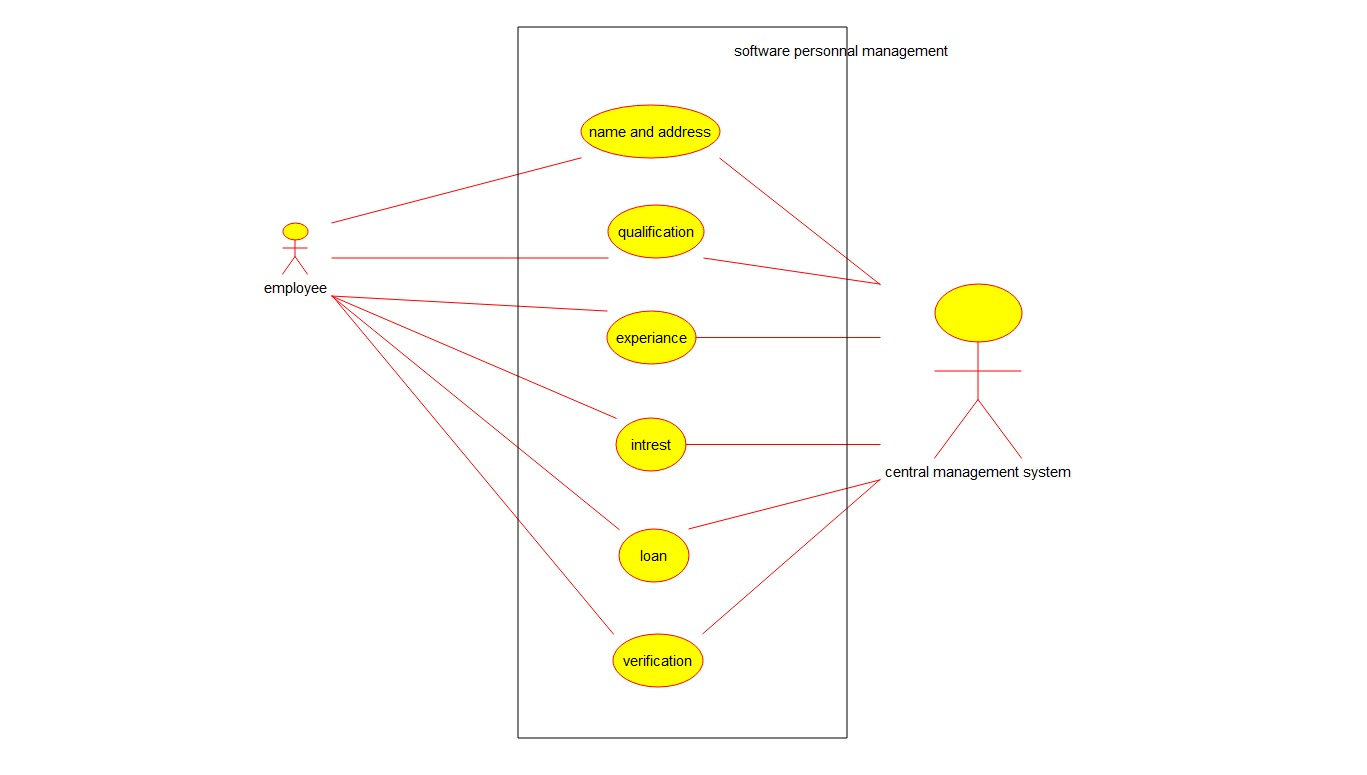 software personnal management
name and address
qualification
employee
experiance
intrest
central management system
loan
verification